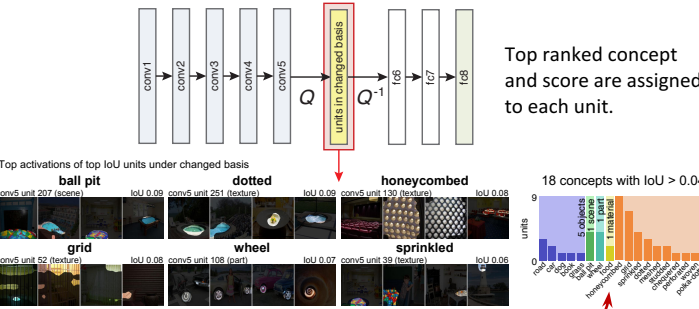 conv1
conv2
conv3
conv4
conv5
Q
units in changed basis
Q-1
fc6
fc7
fc8
Top ranked concept
and score are assigned
to each unit.
Top activations of top IoU units under changed basis
ball pit
conv5 unit 207 (scene) IoU 0.09
dotted
conv5 unit 251 (texture) IoU 0.09
honeycombed
conv5 unit 130 (texture) IoU 0.08
grid
conv5 unit 52 (texture) IoU 0.08
wheel
conv5 unit 108 (part) IoU 0.07
sprinkled
conv5 unit 39 (texture) IoU 0.06
18 concepts with IoU > 0.04
9
units
0
5 objects
1 scene
1 part
1 material
road
car
dog
book
grass
ball pit
wheel
food
honeycombed
grid
sprinkled
dotted
meshed
studded
chequered
perforated
woven
polka-dot